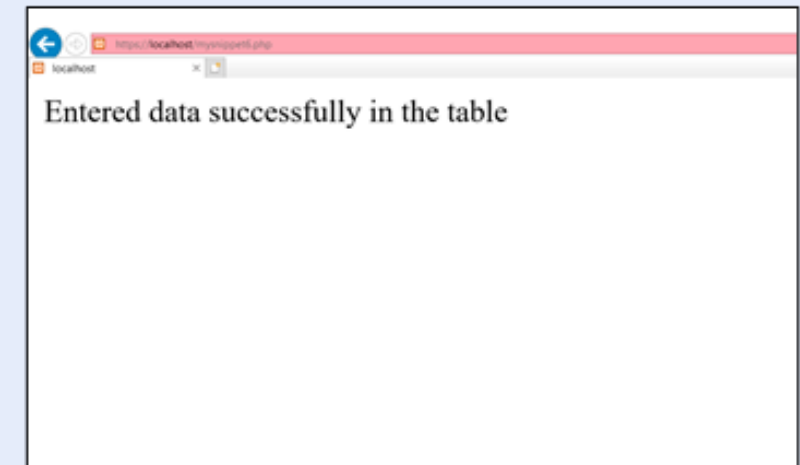 https://localhost/mysnippet6.php
localhost
Entered data successfully in the table